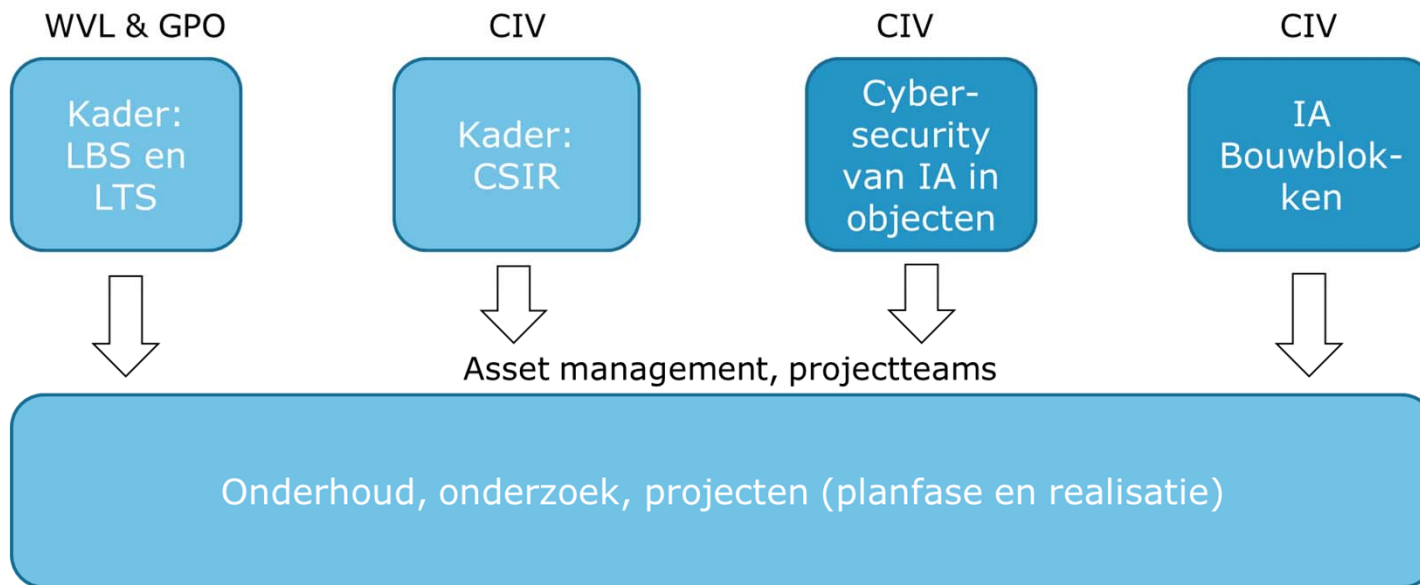 WVL & GPO
CIV
CIV
CIV
Kader:
LBS en
LTS
Kader:
CSIR
Cyber-
security
van IA in
objecten
IA
Bouwblok-
ken
Asset management, projectteams
Onderhoud, onderzoek, projecten (planfase en realisatie)